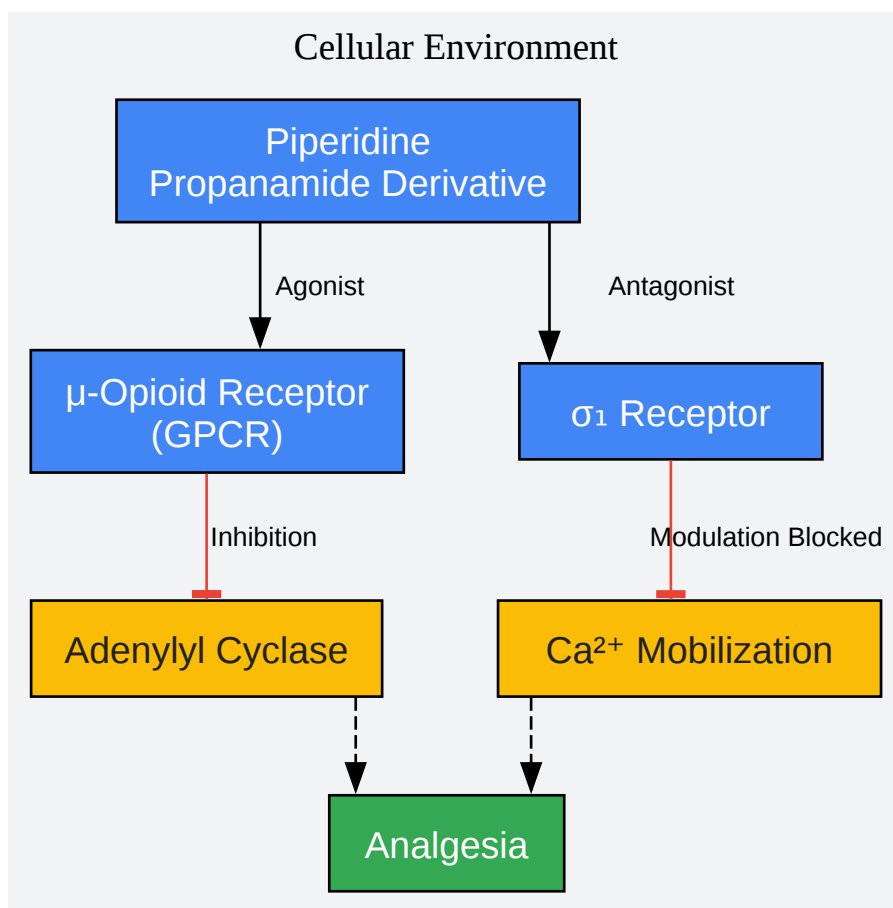 Cellular Environment
Piperidine
Propanamide Derivative
Agonist
Antagonist
μ-Opioid Receptor
(GPCR)
σ₁ Receptor
Inhibition
Modulation Blocked
Adenylyl Cyclase
Ca²⁺ Mobilization
Analgesia